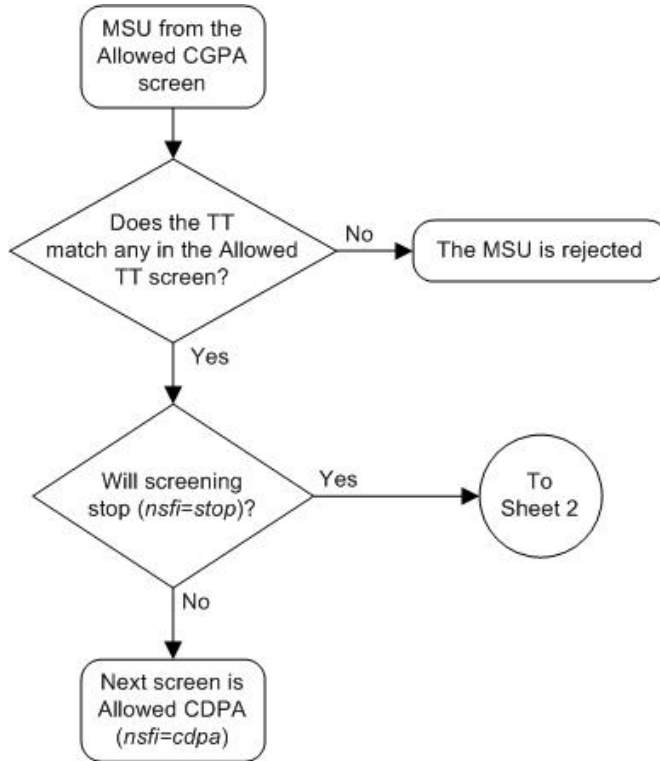 MSU from the
Allowed CGPA
screen
Does the TT
match any in the Allowed
TT screen?
No
The MSU is rejected
Yes
Will screening
stop (nsfi=stop)?
Yes
To
Sheet 2
No
Next screen is
Allowed CDPA
(nsfi=cdpa)